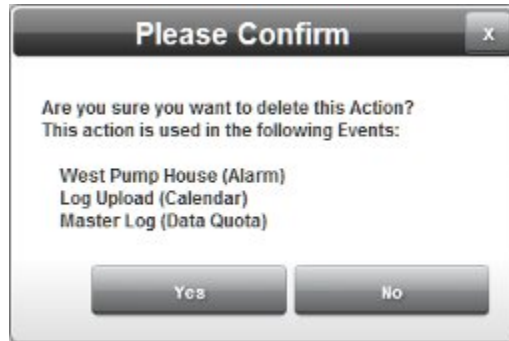 Please Confirm
x
Are you sure you want to delete this Action?
This action is used in the following Events:
West Pump House (Alarm)
Log Upload (Calendar)
Master Log (Data Quota)
Yes
No